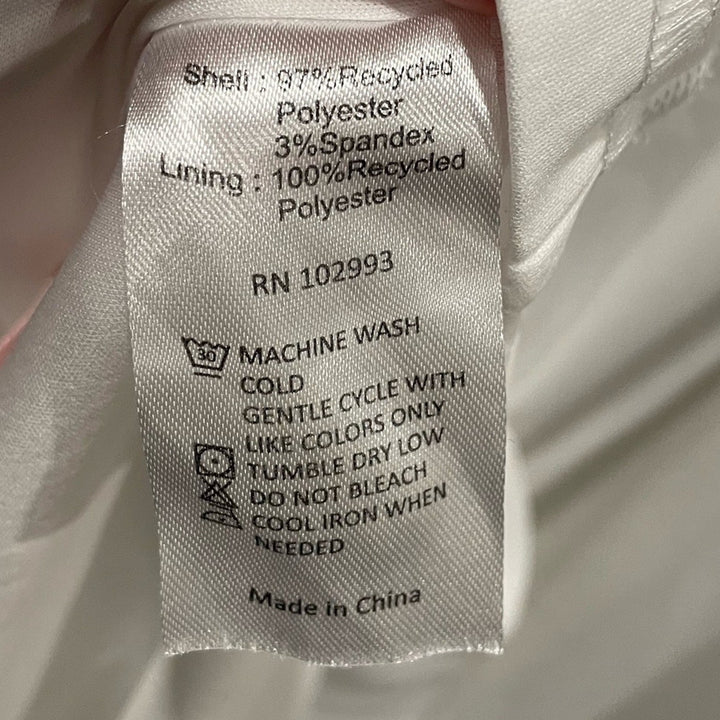 Shell : 97%Recycled
Polyester
3%Spandex
Lining : 100%Recycled
Polyester
RN 102993
30 MACHINE WASH
COLD
GENTLE CYCLE WITH
LIKE COLORS ONLY
TUMBLE DRY LOW
DO NOT BLEACH
COOL IRON WHEN
NEEDED
Made in China